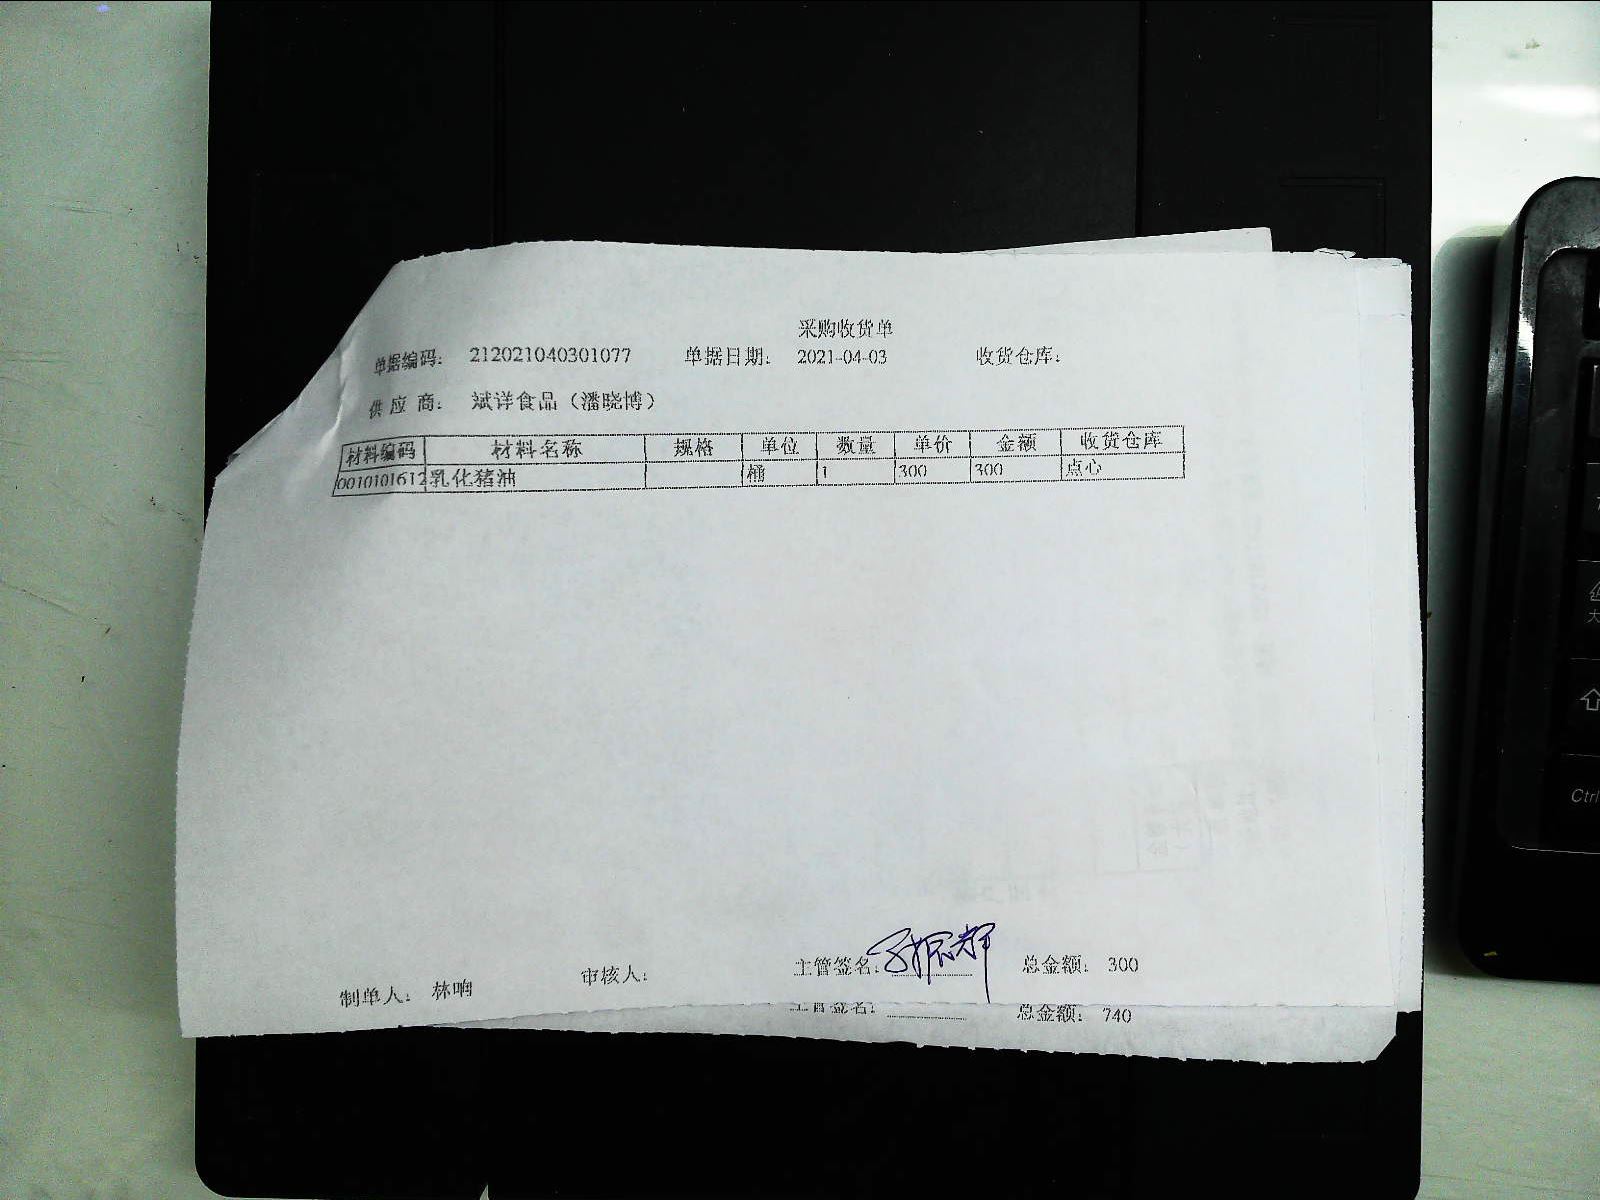 采购收货单
单据编码： 212021040301077 单据日期： 2021-04-03 收货仓库：
供应商： 斌详食品（潘晓博）
材料编码 材料名称 规格 单位 数量 单价 金额 收货仓库
0010101612 乳化猪油 桶 1 300 300 点心
制单人： 林响 审核人： 主管签名： 总金额： 300
主管签名： 总金额： 740
Ctrl